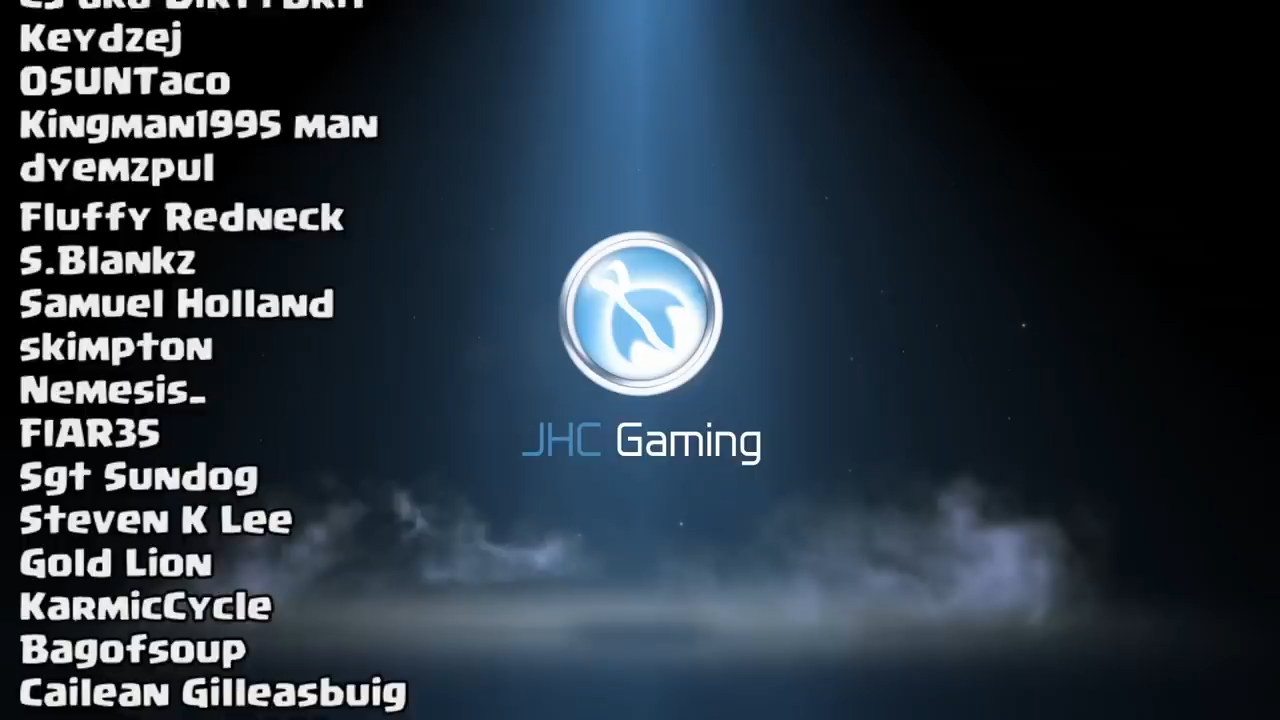 Keydzej
OSUNTaco
Kingman1995 man
dyemzpul
Fluffy Redneck
S.Blankz
Samuel Holland
skimpton
Nemesis_
FIAR35
Sgt Sundog
Steven K Lee
Gold Lion
KarmicCycle
Bagofsoup
Cailean Gilleasbuig
JHC Gaming